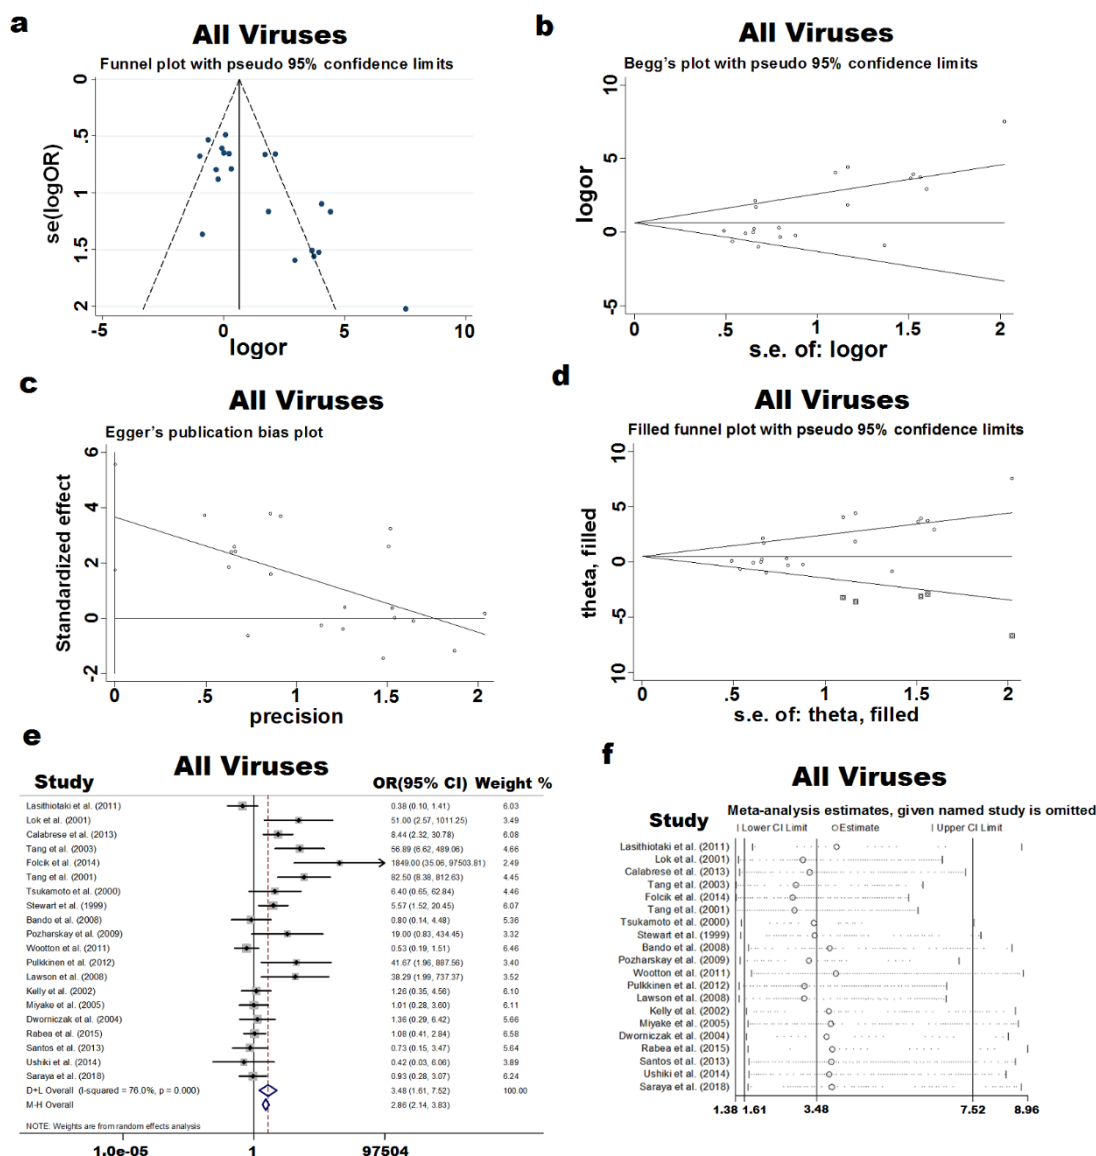 a
All Viruses
Funnel plot with pseudo 95% confidence limits
se(logOR)
0
.5
1
1.5
2
-5
0
5
10
logor
b
All Viruses
Begg's plot with pseudo 95% confidence limits
logor
10
5
0
-5
0
.5
1
1.5
2
s.e. of: logor
c
All Viruses
Egger's publication bias plot
Standardized effect
6
4
2
0
-2
0
.5
1
1.5
2
precision
d
All Viruses
Filled funnel plot with pseudo 95% confidence limits
theta, filled
10
5
0
-5
10
0
.5
1
1.5
2
s.e. of: theta, filled
e
All Viruses
Study OR(95% CI) Weight %
Lasithiotaki et al. (2011) 0.38 (0.10, 1.41) 6.03
Lok et al. (2001) 51.00 (2.57, 1011.25) 3.49
Calabrese et al. (2013) 8.44 (2.32, 30.78) 6.08
Tang et al. (2003) 56.89 (6.62, 489.06) 4.66
Folcik et al. (2014) 1849.00 (35.06, 97503.81) 2.49
Tang et al. (2001) 82.50 (8.38, 812.63) 4.45
Tsukamoto et al. (2000) 6.40 (0.65, 62.84) 4.46
Stewart et al. (1999) 5.57 (1.52, 20.45) 6.07
Bando et al. (2008) 0.80 (0.14, 4.48) 5.36
Pozharskay et al. (2009) 19.00 (0.83, 434.45) 3.32
Wootton et al. (2011) 0.53 (0.19, 1.51) 6.46
Pulkkinen et al. (2012) 41.67 (1.96, 887.56) 3.40
Lawson et al. (2008) 38.29 (1.99, 737.37) 3.52
Kelly et al. (2002) 1.26 (0.35, 4.56) 6.10
Miyake et al. (2005) 1.01 (0.28, 3.60) 6.11
Dworniczak et al. (2004) 1.36 (0.29, 6.42) 5.66
Rabea et al. (2015) 1.08 (0.41, 2.84) 6.58
Santos et al. (2013) 0.73 (0.15, 3.47) 5.64
Ushiki et al. (2014) 0.42 (0.03, 6.06) 3.89
Saraya et al. (2018) 0.93 (0.28, 3.07) 6.24
D+L Overall (I-squared = 76.0%, p = 0.000) 3.48 (1.61, 7.52) 100.00
M-H Overall 2.86 (2.14, 3.83)
NOTE: Weights are from random effects analysis
1.0e-05 1 97504
f
All Viruses
Meta-analysis estimates, given named study is omitted
Study
Lower CI Limit Estimate Upper CI Limit
Lasithiotaki et al. (2011)
Lok et al. (2001)
Calabrese et al. (2013)
Tang et al. (2003)
Folcik et al. (2014)
Tang et al. (2001)
Tsukamoto et al. (2000)
Stewart et al. (1999)
Bando et al. (2008)
Pozharskay et al. (2009)
Wootton et al. (2011)
Pulkkinen et al. (2012)
Lawson et al. (2008)
Kelly et al. (2002)
Miyake et al. (2005)
Dworniczak et al. (2004)
Rabea et al. (2015)
Santos et al. (2013)
Ushiki et al. (2014)
Saraya et al. (2018)
1.38 1.61 3.48 7.52 8.96